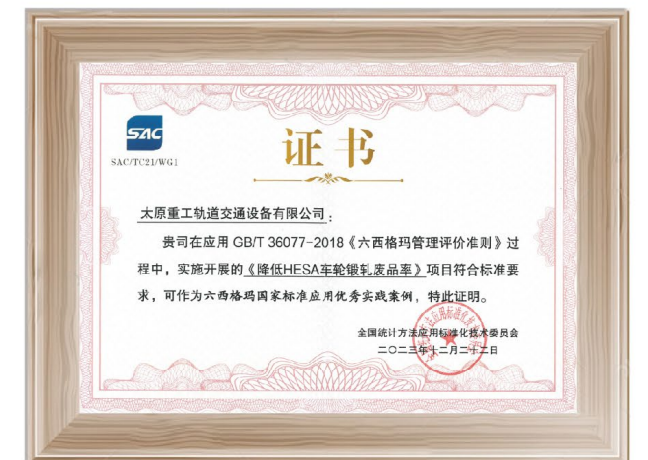 SAC
SAC/TC21/WG1
证书
太原重工轨道交通设备有限公司：
贵司在应用 GB/T 36077-2018《六西格玛管理评价准则》过
程中，实施开展的《降低HESA车轮锻轧废品率》项目符合标准要
求，可作为六西格玛国家标准应用优秀实践案例，特此证明。
全国统计方法应用标准化技术委员会
二〇二三年十二月二十二日